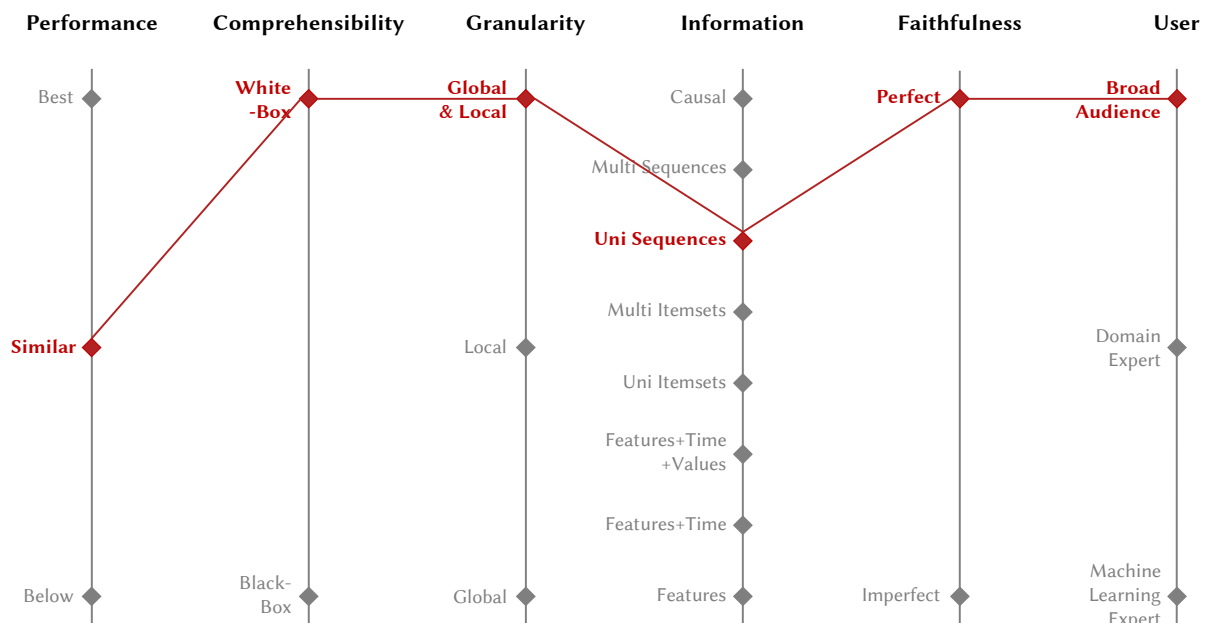 Performance
Comprehensibility
Granularity
Information
Faithfulness
User
Best
Similar
Below
White
-Box
Black-
Box
Global
& Local
Local
Global
Causal
Multi Sequences
Uni Sequences
Multi Itemsets
Uni Itemsets
Features+Time
+Values
Features+Time
Features
Perfect
Imperfect
Broad
Audience
Domain
Expert
Machine
Learning
Expert